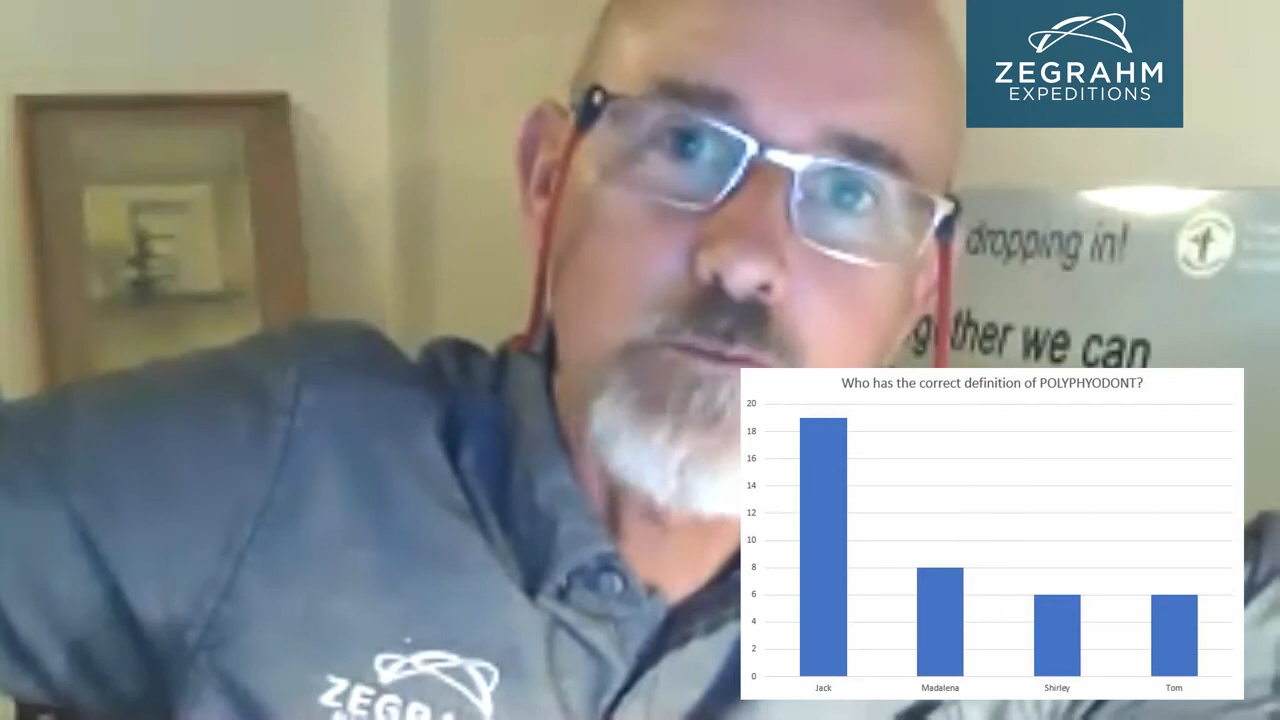 ZEGRAHM
EXPEDITIONS
dropping in!
ther we can
Who has the correct definition of POLYPHYODONT?
20
18
16
14
12
10
8
6
4
2
0
Jack Madalena Shirley Tom
ZEGRA